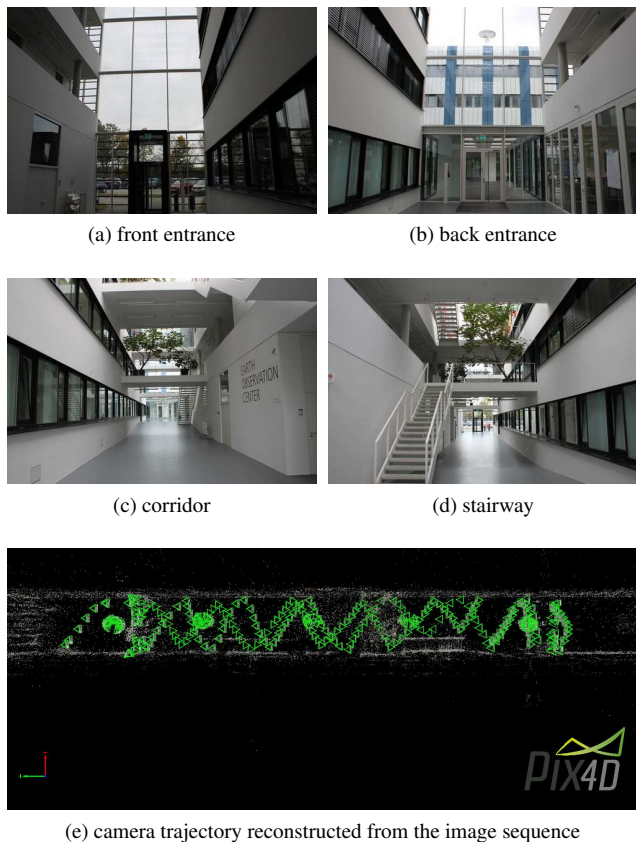 (a) front entrance
(b) back entrance
EARTH
OBSERVATION
CENTER
(c) corridor
(d) stairway
PIX4D
(e) camera trajectory reconstructed from the image sequence